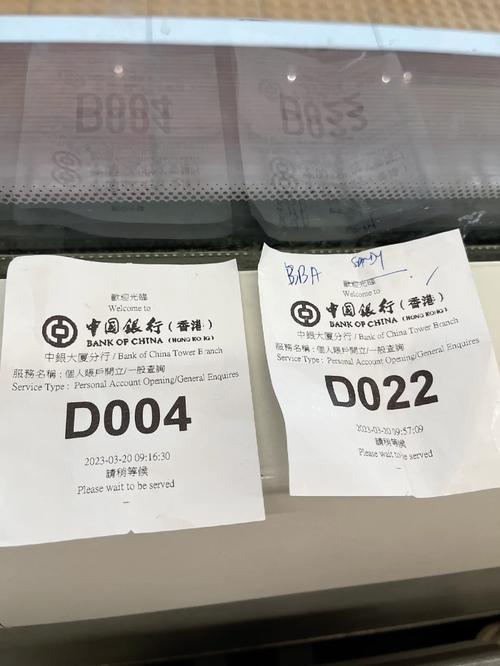 歡迎光臨
Welcome to
中国銀行(香港)
BANK OF CHINA (HONG KONG)
中銀大厦分行 / Bank of China Tower Branch
服務名稱 : 個人賬戶開立/一般查詢
Service Type : Personal Account Opening/General Enquires
D004
2023-03-20 09:16:30
請稍等候
Please wait to be served
BBA
SANDY
歡迎光臨
Welcome to
中国銀行(香港)
BANK OF CHINA (HONG KONG)
中銀大厦分行 / Bank of China Tower Branch
服務名稱 : 個人賬戶開立/一般查詢
Service Type : Personal Account Opening/General Enquires
D022
2023-03-20 09:57:09
請稍等候
Please wait to be served